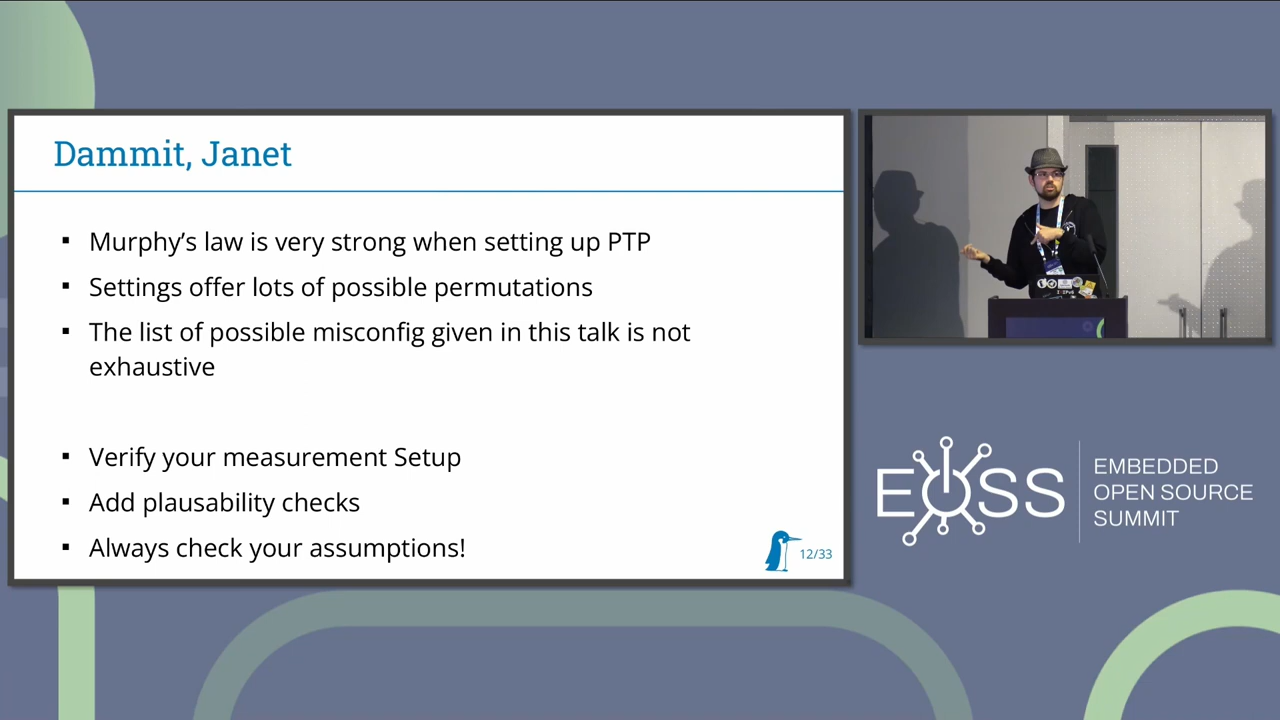 Dammit, Janet
Murphy's law is very strong when setting up PTP
Settings offer lots of possible permutations
The list of possible misconfig given in this talk is not
exhaustive
Verify your measurement Setup
Add plausability checks
Always check your assumptions!
12/33
EOSS
EMBEDDED
OPEN SOURCE
SUMMIT